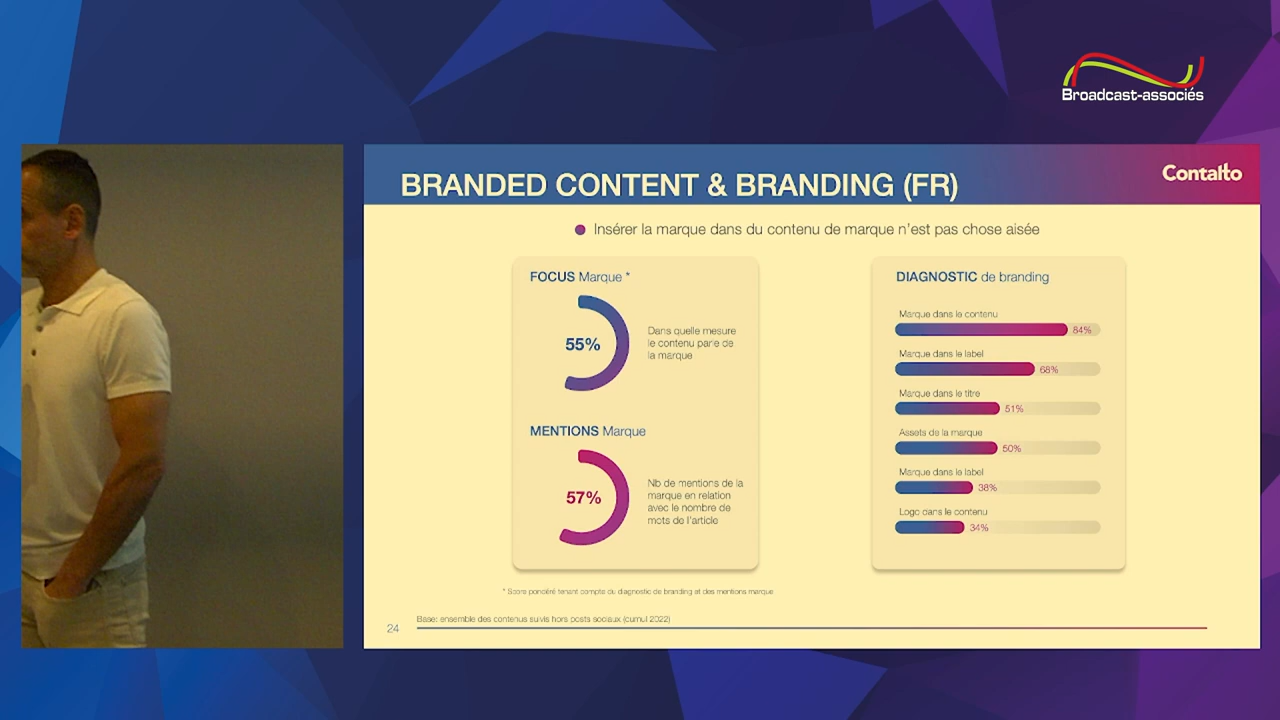 Broadcast-associés
BRANDED CONTENT & BRANDING (FR)
Contalto
Insérer la marque dans du contenu de marque n'est pas chose aisée
FOCUS Marque *
55%
Dans quelle mesure
le contenu parle de
la marque
MENTIONS Marque
57%
Nb de mentions de la
marque en relation
avec le nombre de
mots de l'article
DIAGNOSTIC de branding
Marque dans le contenu
84%
Marque dans le label
68%
Marque dans le titre
51%
Assets de la marque
50%
Marque dans le label
38%
Logo dans le contenu
34%
* Score pondéré tenant compte du diagnostic de branding et des mentions marque
Base: ensemble des contenus suivis hors posts sociaux (cumul 2022)
24